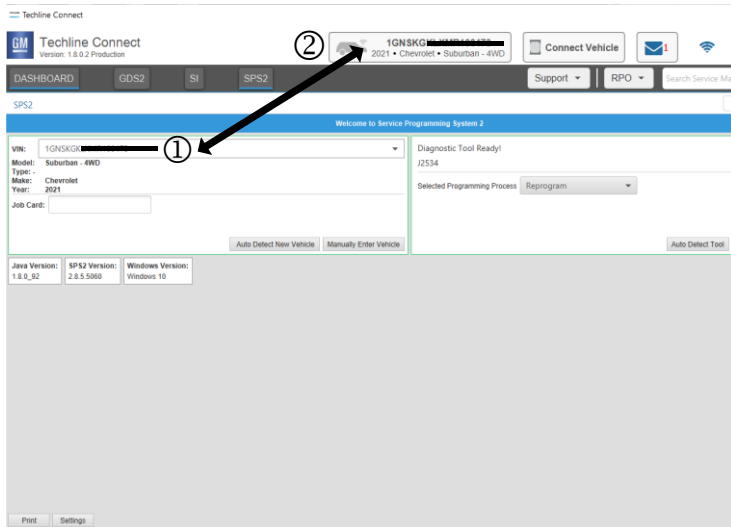 Techline Connect
GM
Techline Connect
Version: 1.8.0.2 Production
②
1GNSKG
2021 • Chevrolet • Suburban - 4WD
Connect Vehicle
1
DASHBOARD
GDS2
SI
SPS2
Support
RPO
Search Service Ma
SPS2
Welcome to Service Programming System 2
VIN:
1GNSKGK
①
Model: Suburban - 4WD
Type: -
Make: Chevrolet
Year: 2021
Job Card:
Auto Detect New Vehicle
Manually Enter Vehicle
Diagnostic Tool Ready!
J2534
Selected Programming Process
Reprogram
Auto Detect Tool
Java Version:
1.8.0_92
SPS2 Version:
2.8.5.5060
Windows Version:
Windows 10
Print
Settings